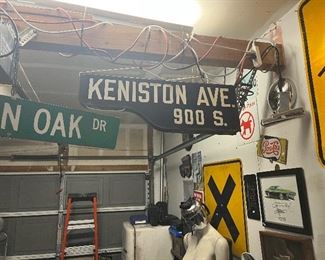 N OAK DR
KENISTON AVE.
900 S.